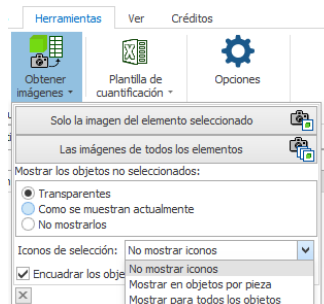 Herramientas Ver Créditos
Obtener imágenes
Plantilla de cuantificación
Opciones
Solo la imagen del elemento seleccionado
Las imágenes de todos los elementos
Mostrar los objetos no seleccionados:
Transparentes
Como se muestran actualmente
No mostrarlos
Iconos de selección: No mostrar iconos
Encuadrar los obje
No mostrar iconos
Mostrar en objetos por pieza
Mostrar para todos los objetos